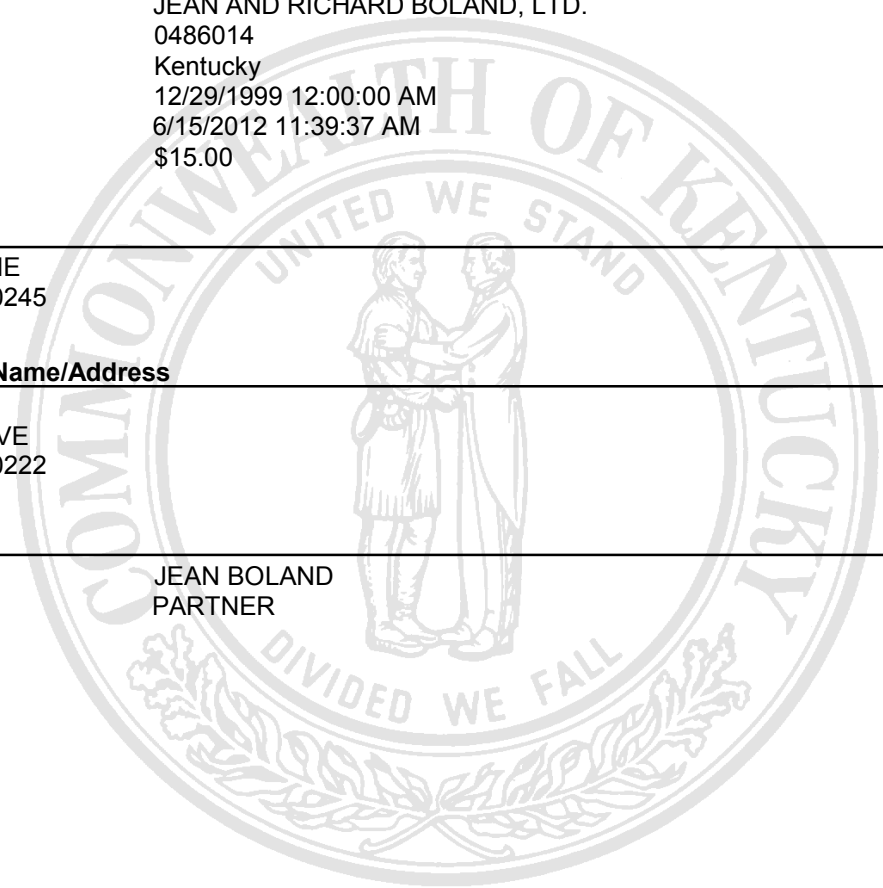 JEAN AND RICHARD BOLAND, LTD.
0486014
Kentucky
12/29/1999 12:00:00 AM
6/15/2012 11:39:37 AM
$15.00
COMMONWEALTH OF KENTUCKY
UNITED WE STAND
NE
0245
Name/Address
VE
0222
JEAN BOLAND
PARTNER
DIVIDED WE FALL